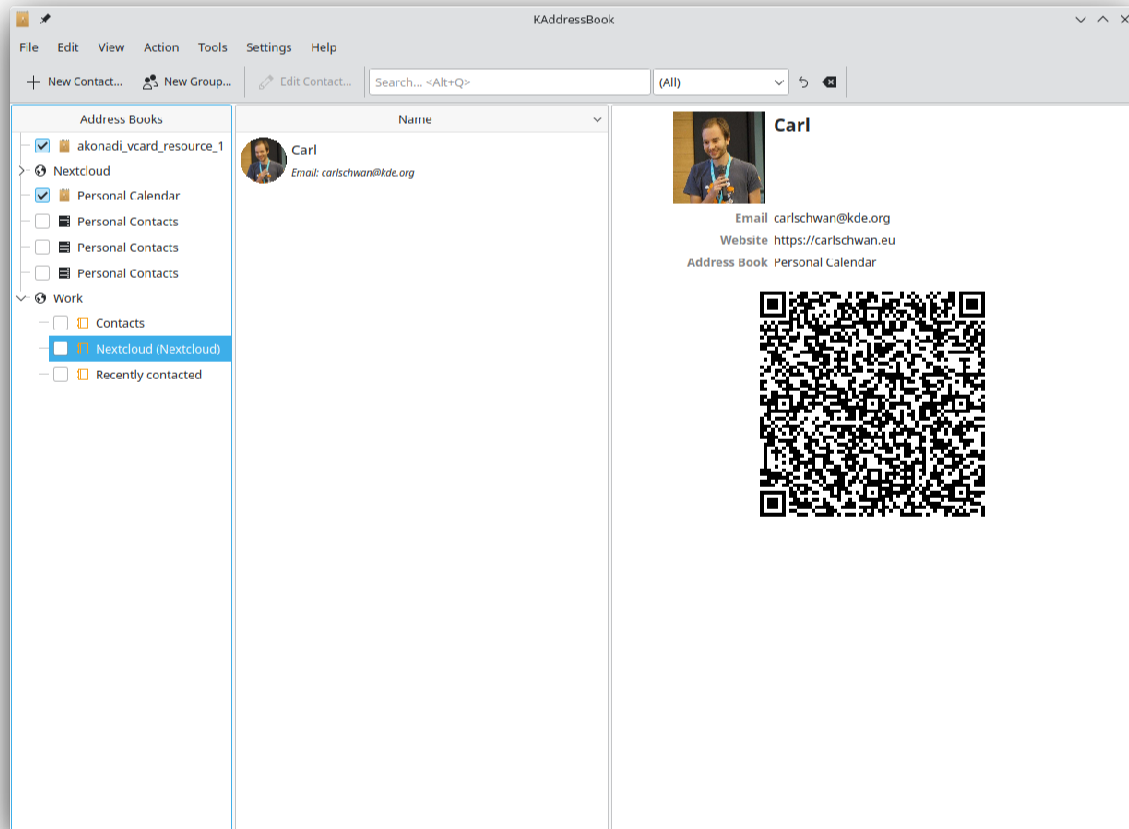 KAddressBook
File Edit View Action Tools Settings Help
New Contact... New Group... Edit Contact... Search... <Alt+Q> (All)
Address Books
akonadi_vcard_resource_1
Nextcloud
Personal Calendar
Personal Contacts
Personal Contacts
Personal Contacts
Work
Contacts
Nextcloud (Nextcloud)
Recently contacted
Name
Carl
Email: carlschwan@kde.org
Carl
Email carlschwan@kde.org
Website https://carlschwan.eu
Address Book Personal Calendar